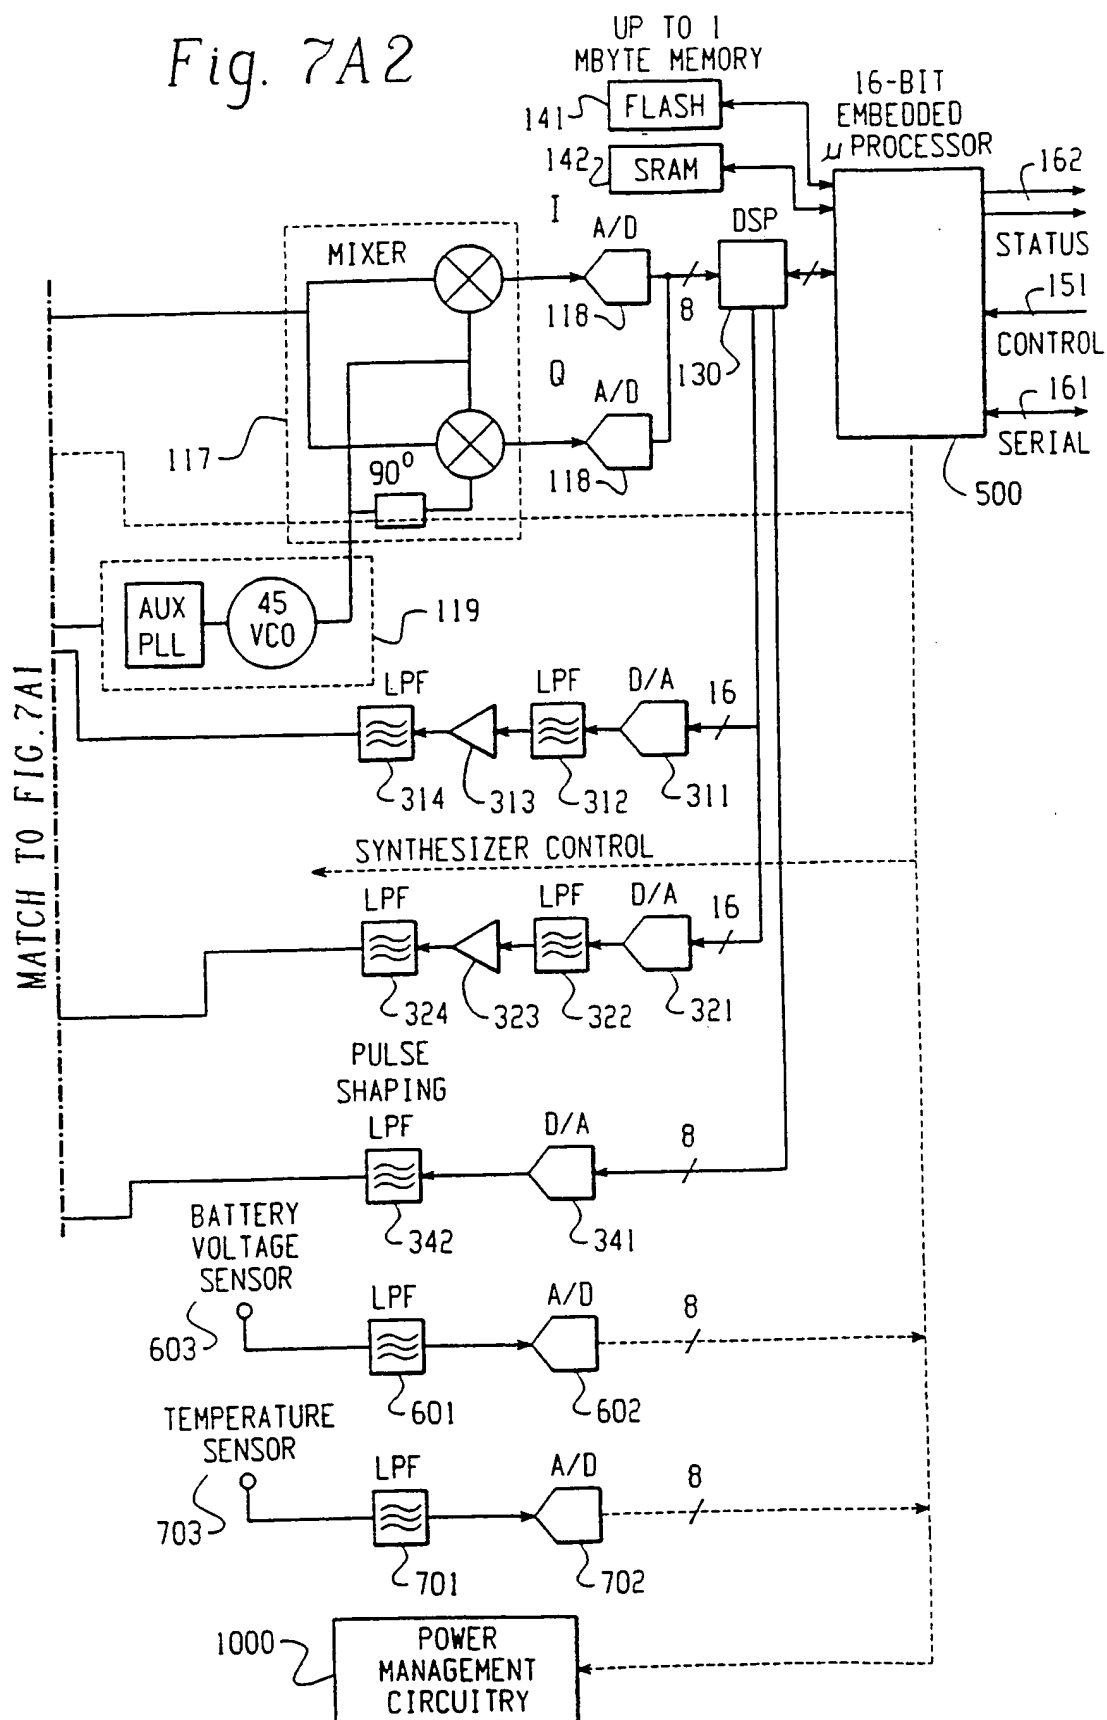 Fig. 7A2
UP TO 1
MBYTE MEMORY
141
FLASH
142
SRAM
16-BIT
EMBEDDED
µ PROCESSOR
162
STATUS
151
CONTROL
161
SERIAL
500
I
A/D
118
8
DSP
130
MIXER
Q
A/D
118
117
90°
AUX
PLL
45
VCO
119
MATCH TO FIG.7A1
LPF
314
313
LPF
312
D/A
311
16
SYNTHESIZER CONTROL
LPF
324
323
LPF
322
D/A
321
16
PULSE
SHAPING
LPF
342
D/A
341
8
BATTERY
VOLTAGE
SENSOR
603
LPF
601
A/D
602
8
TEMPERATURE
SENSOR
703
LPF
701
A/D
702
8
1000
POWER
MANAGEMENT
CIRCUITRY